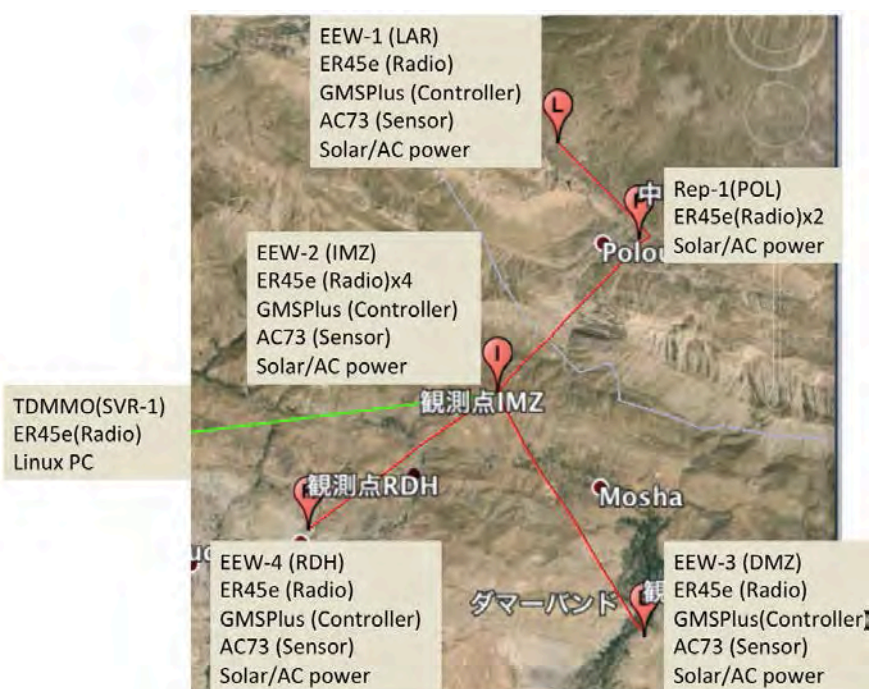 EEW-1 (LAR)
ER45e (Radio)
GMSPlus (Controller)
AC73 (Sensor)
Solar/AC power
L
中
Rep-1(POL)
ER45e(Radio)x2
Solar/AC power
EEW-2 (IMZ)
ER45e (Radio)x4
GMSPlus (Controller)
AC73 (Sensor)
Solar/AC power
I
観測点IMZ
TDMMO(SVR-1)
ER45e(Radio)
Linux PC
観測点RDH
Mosha
EEW-4 (RDH)
ER45e (Radio)
GMSPlus (Controller)
AC73 (Sensor)
Solar/AC power
ダマーバンド
観
EEW-3 (DMZ)
ER45e (Radio)
GMSPlus(Controller)
AC73 (Sensor)
Solar/AC power